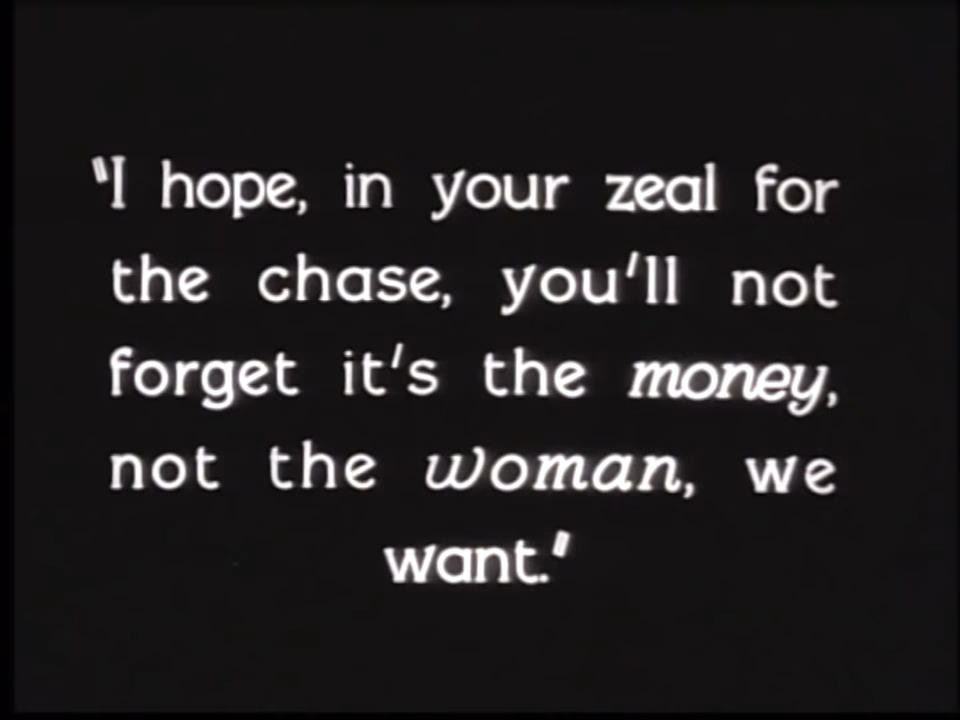 "I hope, in your zeal for
the chase, you'll not
forget it's the money,
not the woman, we
want."